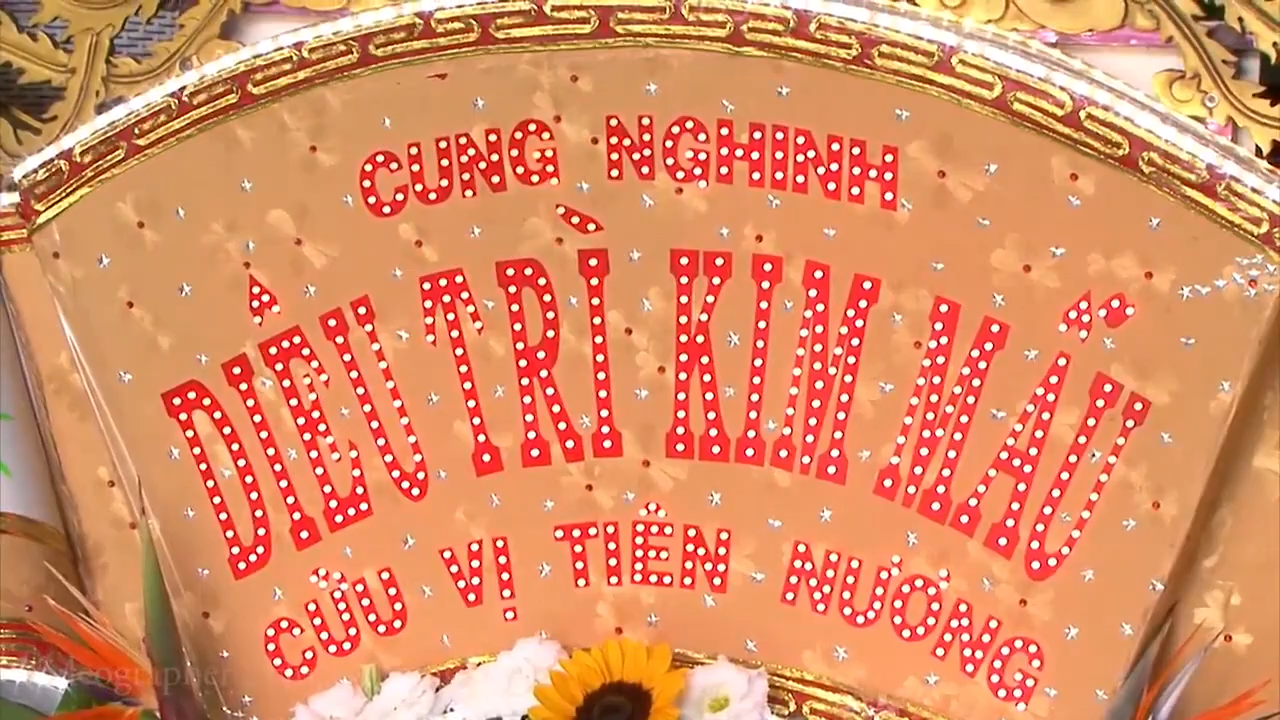 CUNG NGHINH
DIÊU TRÌ KIM MẪU
CỬU VỊ TIÊN NƯƠNG